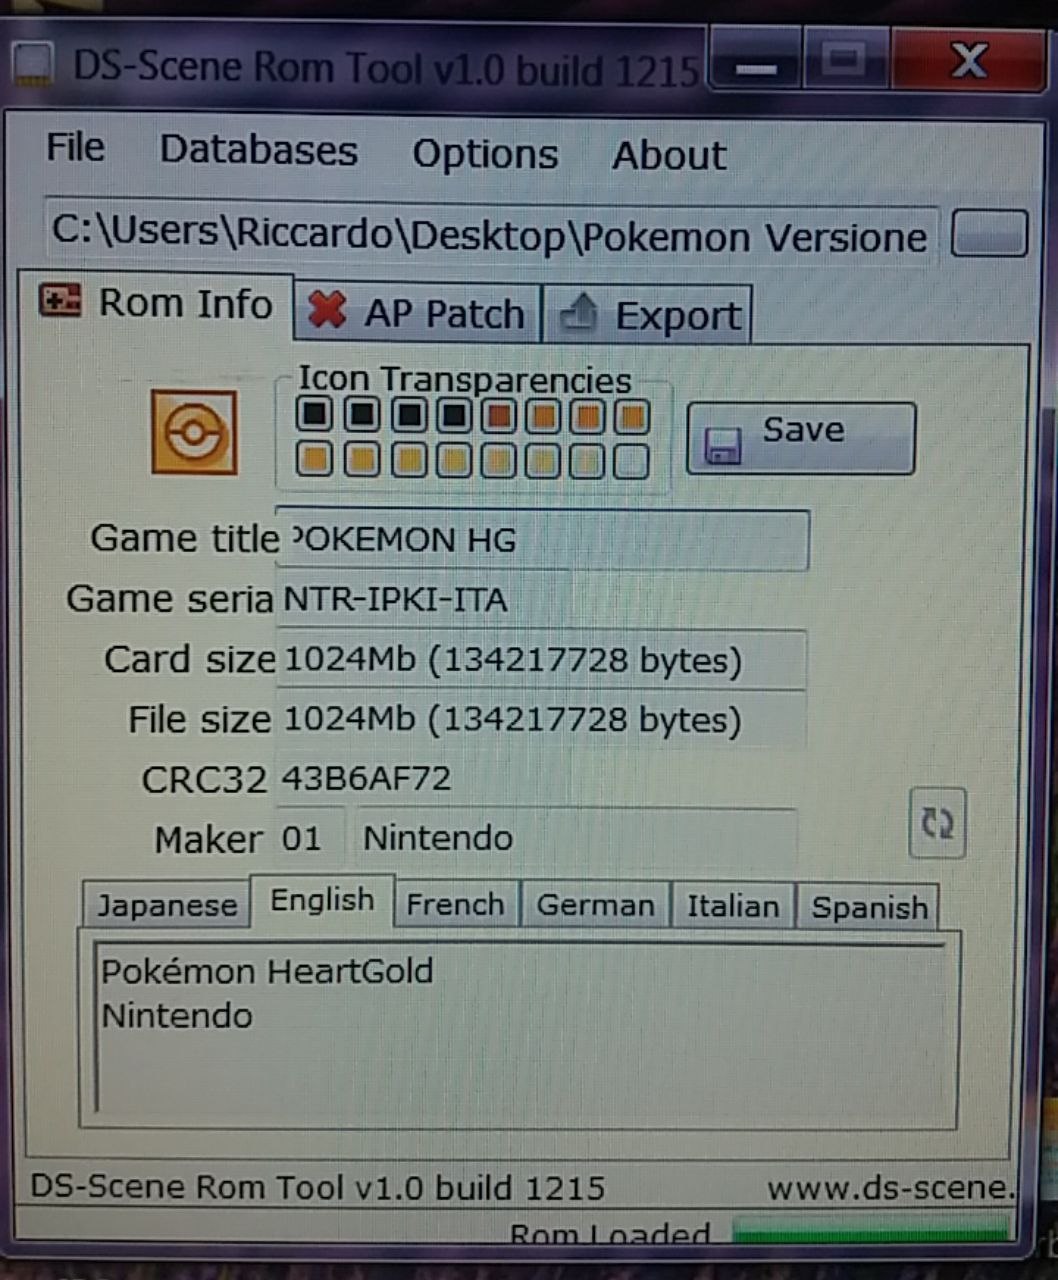 DS-Scene Rom Tool v1.0 build 1215
File Databases Options About
C:\Users\Riccardo\Desktop\Pokemon Versione
Rom Info AP Patch Export
Icon Transparencies
Save
Game title POKEMON HG
Game seria NTR-IPKI-ITA
Card size 1024Mb (134217728 bytes)
File size 1024Mb (134217728 bytes)
CRC32 43B6AF72
Maker 01 Nintendo
Japanese English French German Italian Spanish
Pokémon HeartGold
Nintendo
DS-Scene Rom Tool v1.0 build 1215 www.ds-scene.
Rom Loaded